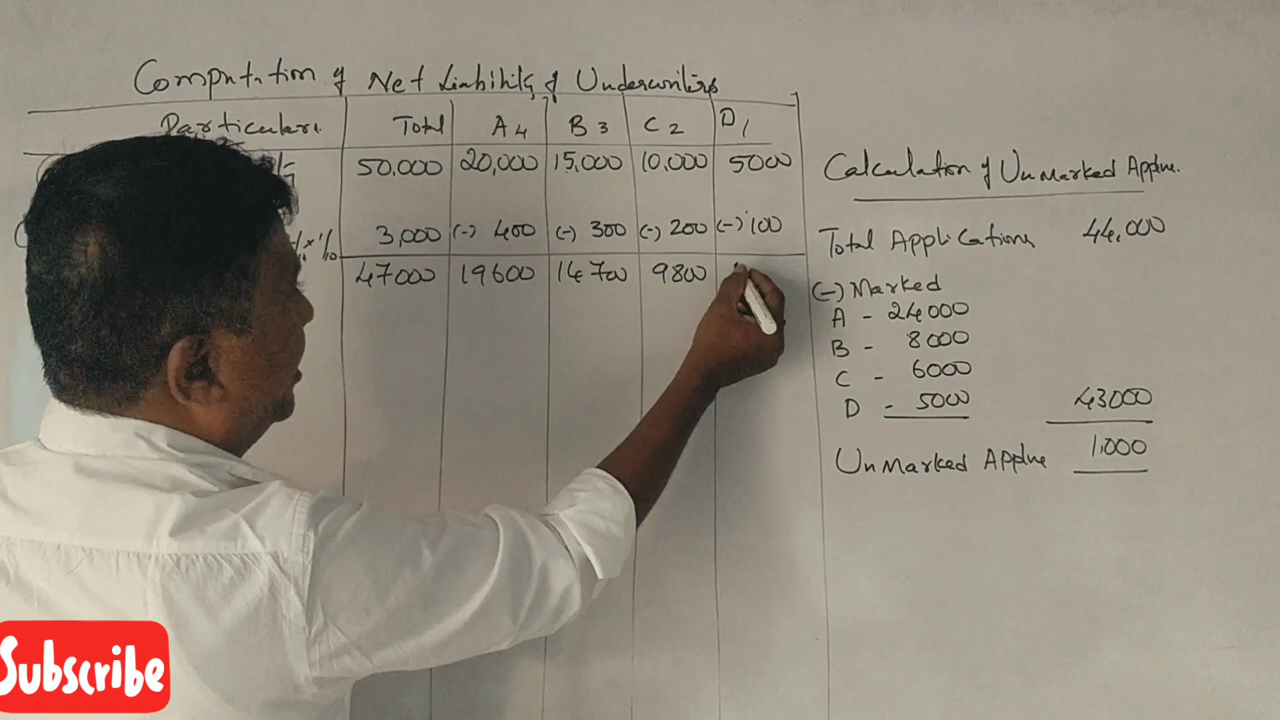 Computation of Net Liability of Underwriters
Particulars Total A 4 B 3 C 2 D 1
50,000 20,000 15,000 10,000 5000
3,000 (-) 400 (-) 300 (-) 200 (-) 100
47000 19600 14700 9800
Calculation of UnMarked Appline.
Total Applications 44,000
(-) Marked
A - 24000
B - 8000
C - 6000
D - 5000 43000
UnMarked Appline 1,000
Subscribe